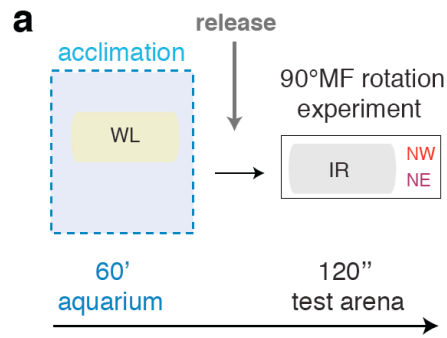 a
release
acclimation
90°MF rotation
experiment
WL
IR
NW
NE
60’
aquarium
120”
test arena